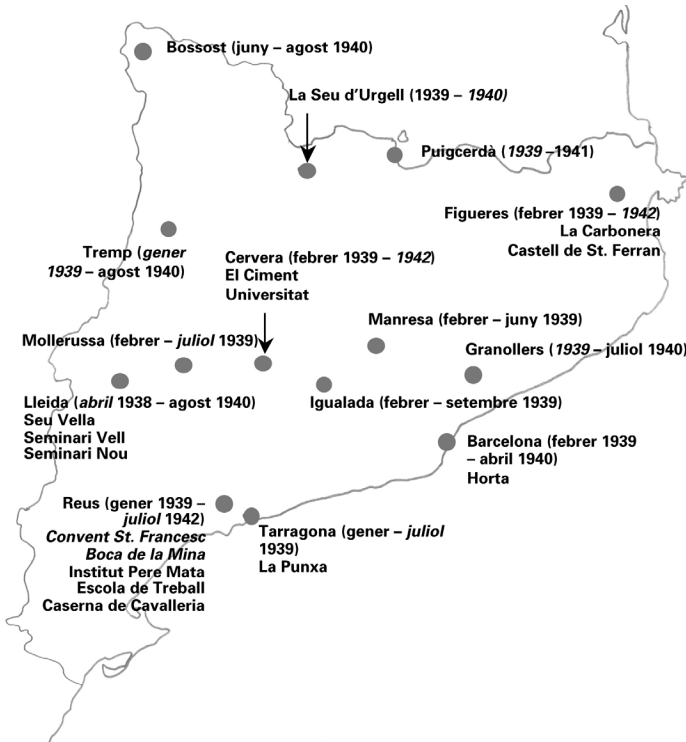 Bossost (juny – agost 1940)
La Seu d’Urgell (1939 – 1940)
Puigcerdà (1939 –1941)
Figueres (febrer 1939 – 1942)
La Carbonera
Castell de St. Ferran
Tremp (gener
1939 – agost 1940)
Cervera (febrer 1939 – 1942)
El Ciment
Universitat
Manresa (febrer – juny 1939)
Mollerussa (febrer – juliol 1939)
Granollers (1939 – juliol 1940)
Lleida (abril 1938 – agost 1940)
Seu Vella
Seminari Vell
Seminari Nou
Igualada (febrer – setembre 1939)
Barcelona (febrer 1939
– abril 1940)
Horta
Reus (gener 1939 –
juliol 1942)
Convent St. Francesc
Boca de la Mina
Institut Pere Mata
Escola de Treball
Caserna de Cavalleria
Tarragona (gener – juliol
1939)
La Punxa